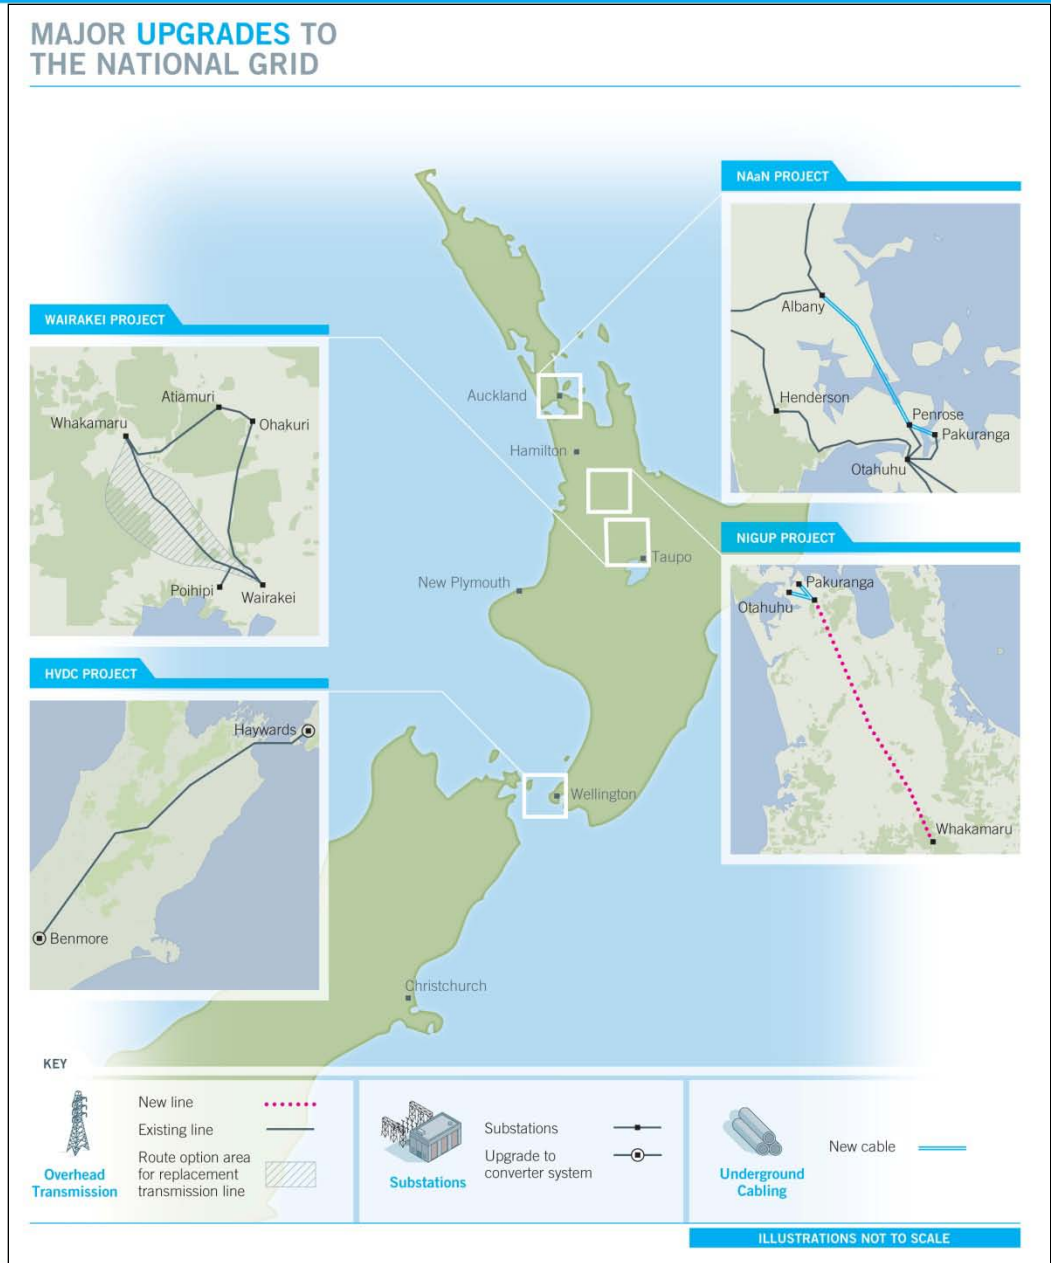 MAJOR UPGRADES TO
THE NATIONAL GRID
NAaN PROJECT
Albany
Henderson
Penrose
Pakuranga
Otahuhu
WAIRAKEI PROJECT
Atiamuri
Whakamaru
Ohakuri
Poihipi
Wairakei
Auckland
Hamilton
Taupo
New Plymouth
Wellington
Christchurch
NIGUP PROJECT
Pakuranga
Otahuhu
Whakamaru
HVDC PROJECT
Haywards
Benmore
KEY
Overhead
Transmission
New line
Existing line
Route option area
for replacement
transmission line
Substations
Substations
Upgrade to
converter system
Underground
Cabling
New cable
ILLUSTRATIONS NOT TO SCALE